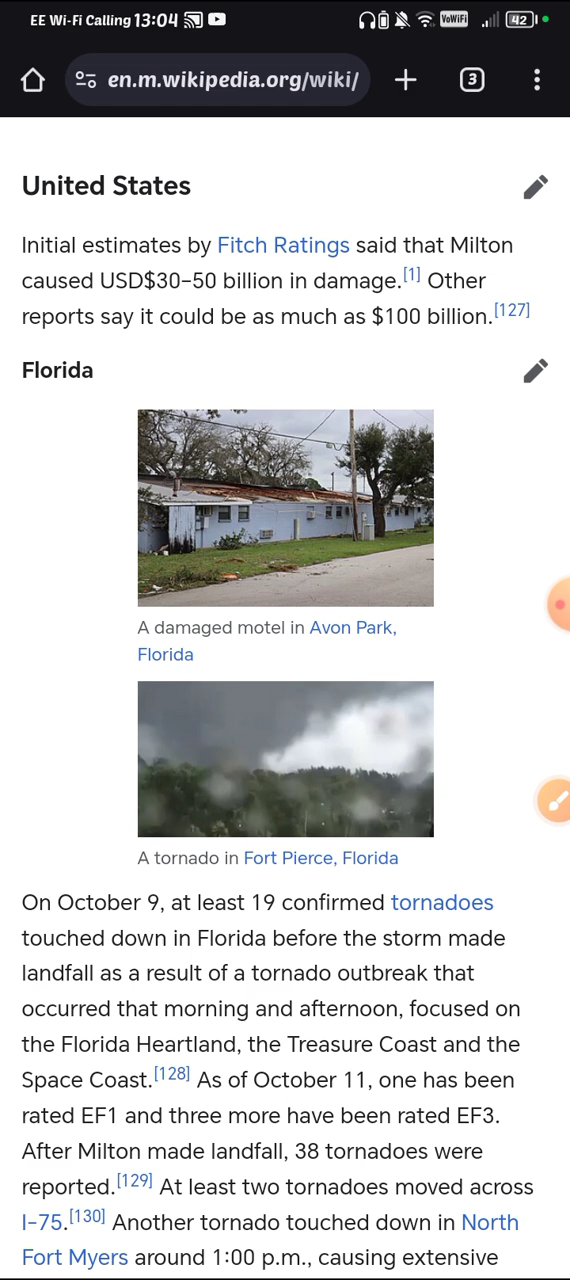 EE Wi-Fi Calling 13:04 VoWiFi 42
en.m.wikipedia.org/wiki/ 3
United States
Initial estimates by Fitch Ratings said that Milton
caused USD$30–50 billion in damage.[1] Other
reports say it could be as much as $100 billion.[127]
Florida
A damaged motel in Avon Park,
Florida
A tornado in Fort Pierce, Florida
On October 9, at least 19 confirmed tornadoes
touched down in Florida before the storm made
landfall as a result of a tornado outbreak that
occurred that morning and afternoon, focused on
the Florida Heartland, the Treasure Coast and the
Space Coast.[128] As of October 11, one has been
rated EF1 and three more have been rated EF3.
After Milton made landfall, 38 tornadoes were
reported.[129] At least two tornadoes moved across
I-75.[130] Another tornado touched down in North
Fort Myers around 1:00 p.m., causing extensive